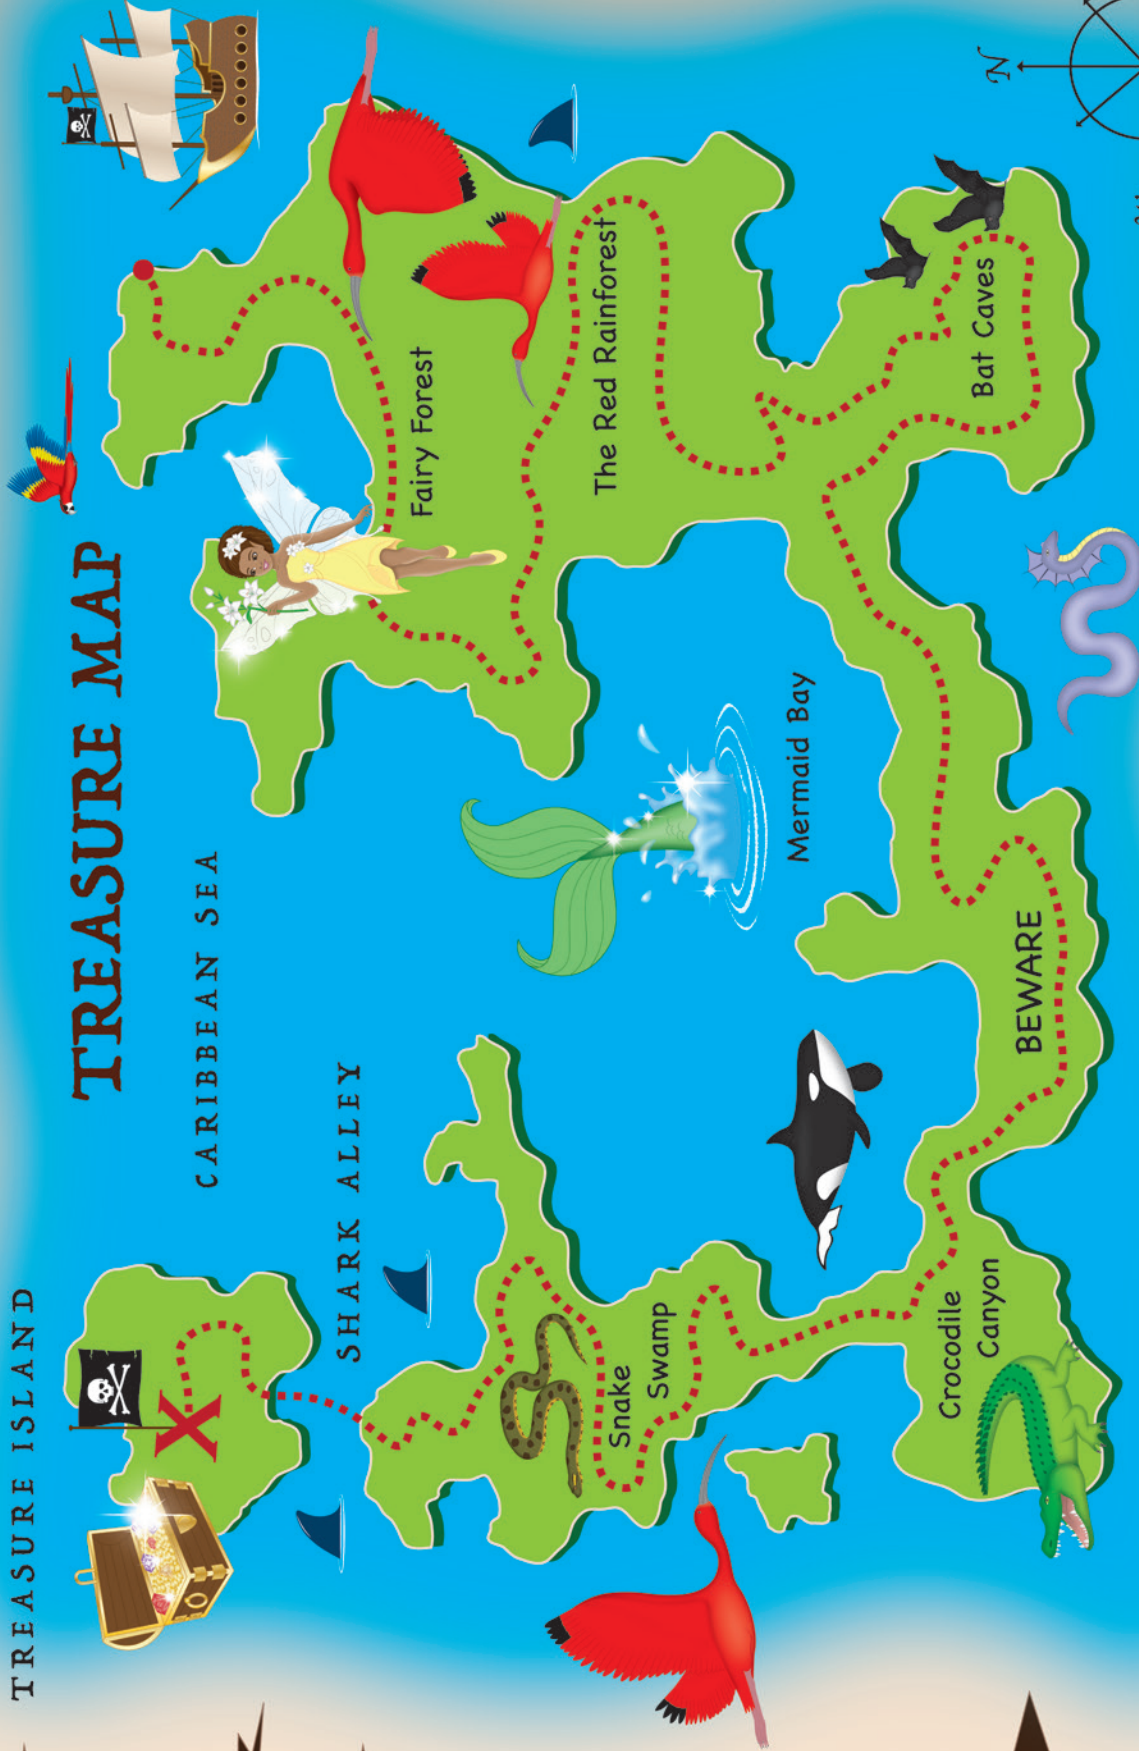 TREASURE ISLAND
TREASURE MAP
CARIBBEAN SEA
SHARK ALLEY
Fairy Forest
The Red Rainforest
Snake
Swamp
Mermaid Bay
Crocodile
Canyon
Bat Caves
BEWARE
N